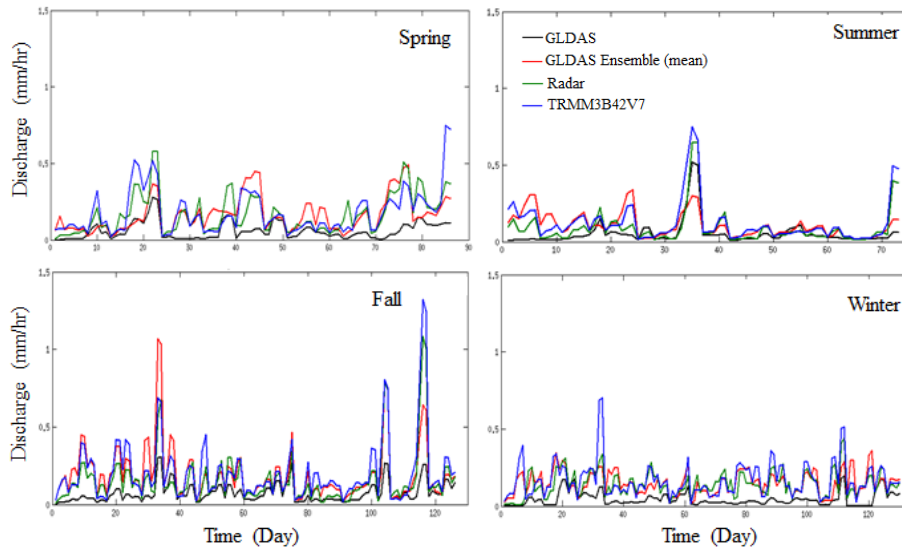 1.5
1
0.5
0
Discharge (mm/hr)
Spring
0 10 20 30 40 50 60 70 80 90
1.5
1
0.5
0
Summer
GLDAS
GLDAS Ensemble (mean)
Radar
TRMM3B42V7
0 10 20 30 40 50 60 70
1.5
1
0.5
0
Discharge (mm/hr)
Fall
0 20 40 60 80 100 120
Time (Day)
1.5
1
0.5
0
Winter
0 20 40 60 80 100 120
Time (Day)